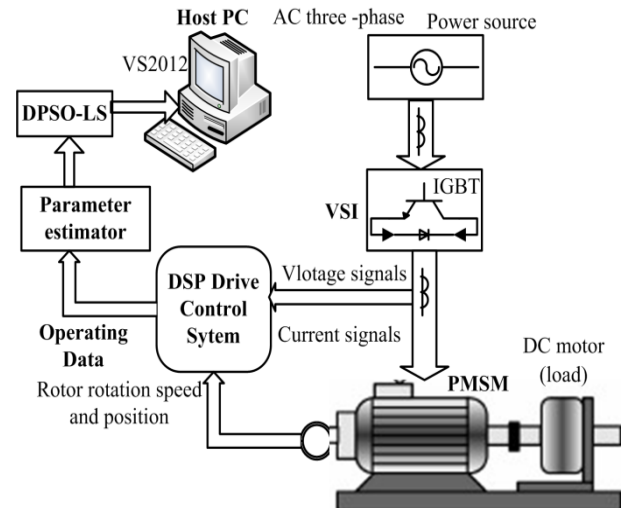 Host PC
VS2012
AC three -phase
Power source
DPSO-LS
IGBT
VSI
Parameter
estimator
DSP Drive
Control
Sytem
Vlotage signals
Current signals
Operating
Data
Rotor rotation speed
and position
PMSM
DC motor
(load)